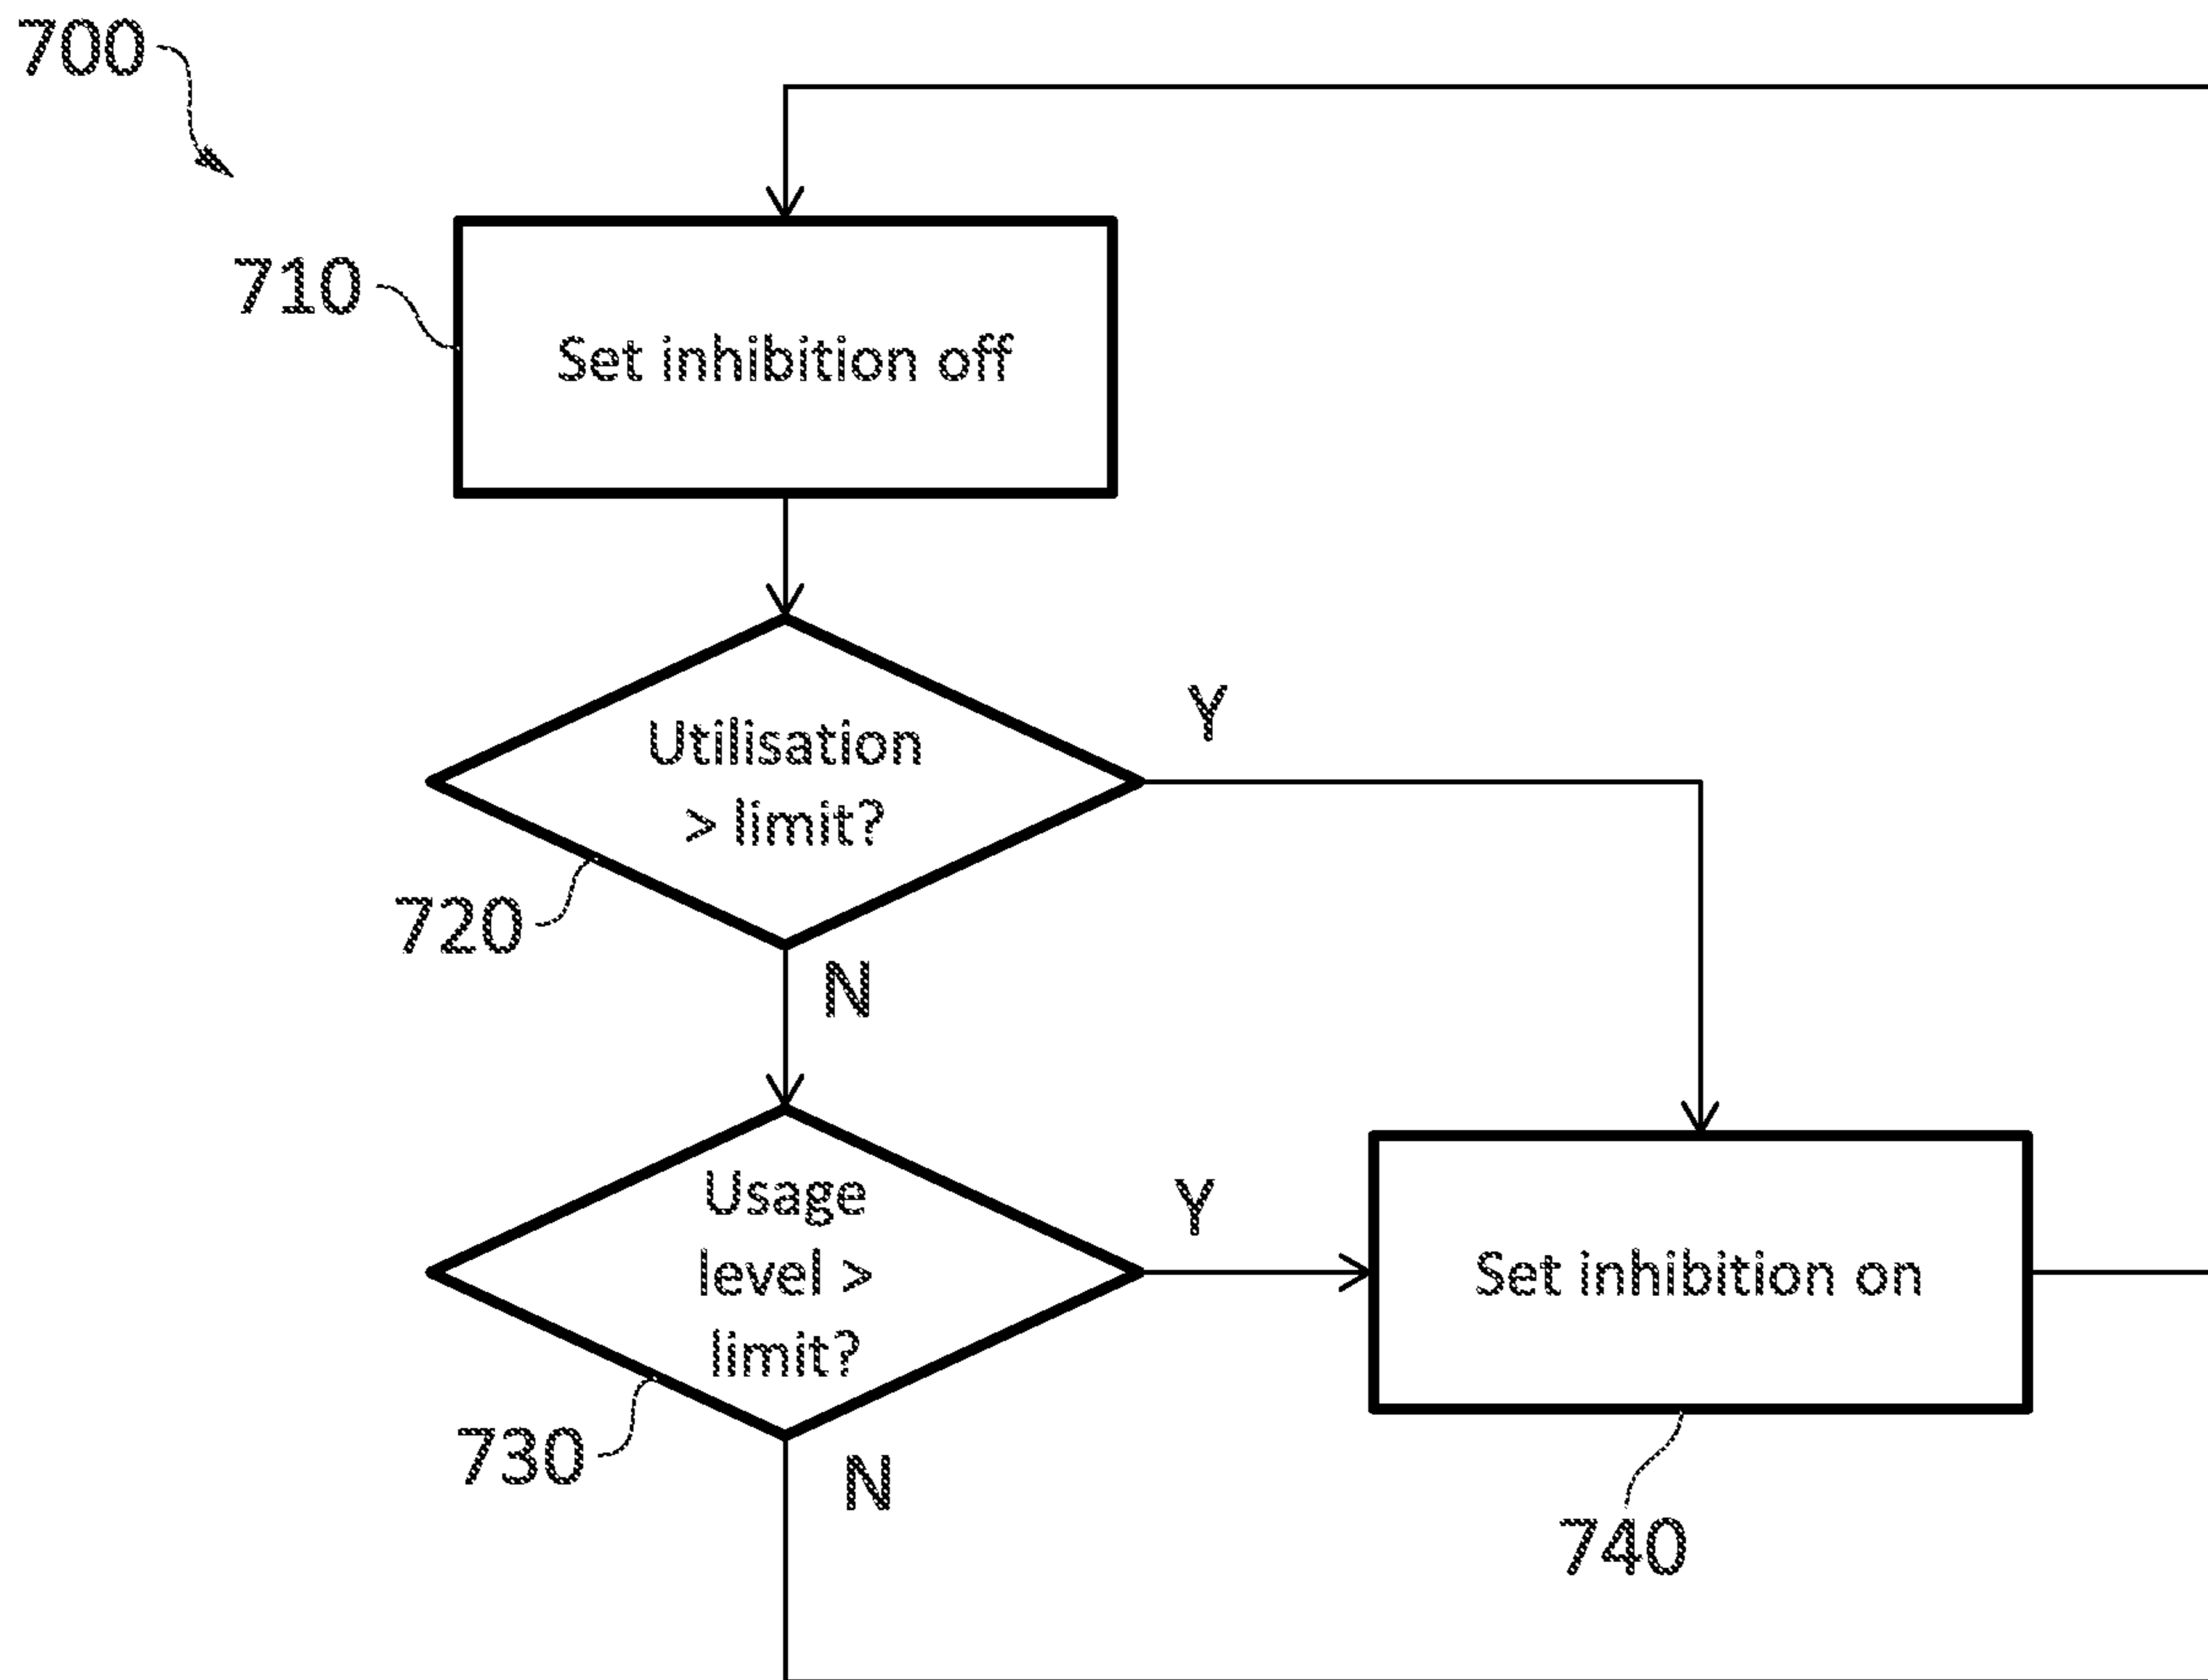 700
710
Set inhibition off
Utilisation
> limit?
Y
720
N
Usage
level >
limit?
Y
Set inhibition on
730
N
740